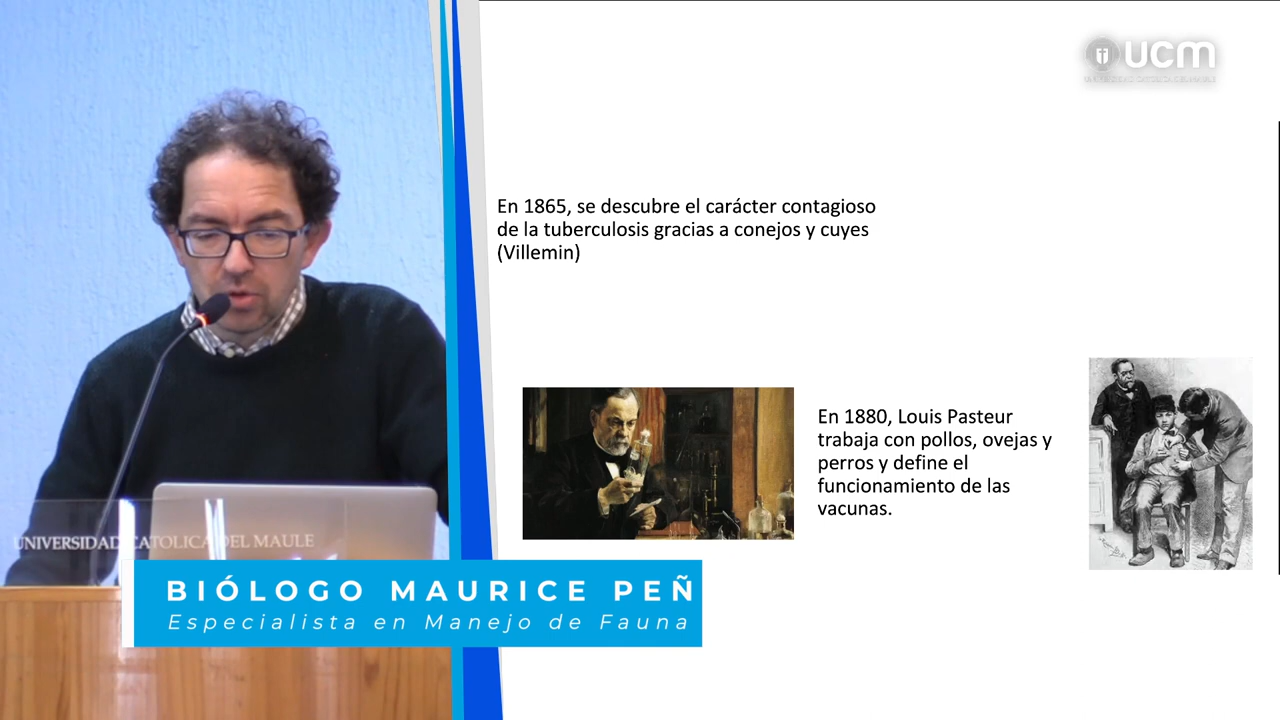 ucm
En 1865, se descubre el carácter contagioso
de la tuberculosis gracias a conejos y cuyes
(Villemin)
En 1880, Louis Pasteur
trabaja con pollos, ovejas y
perros y define el
funcionamiento de las
vacunas.
UNIVERSIDAD CATOLICA DEL MAULE
BIÓLOGO MAURICE PEÑ
Especialista en Manejo de Fauna